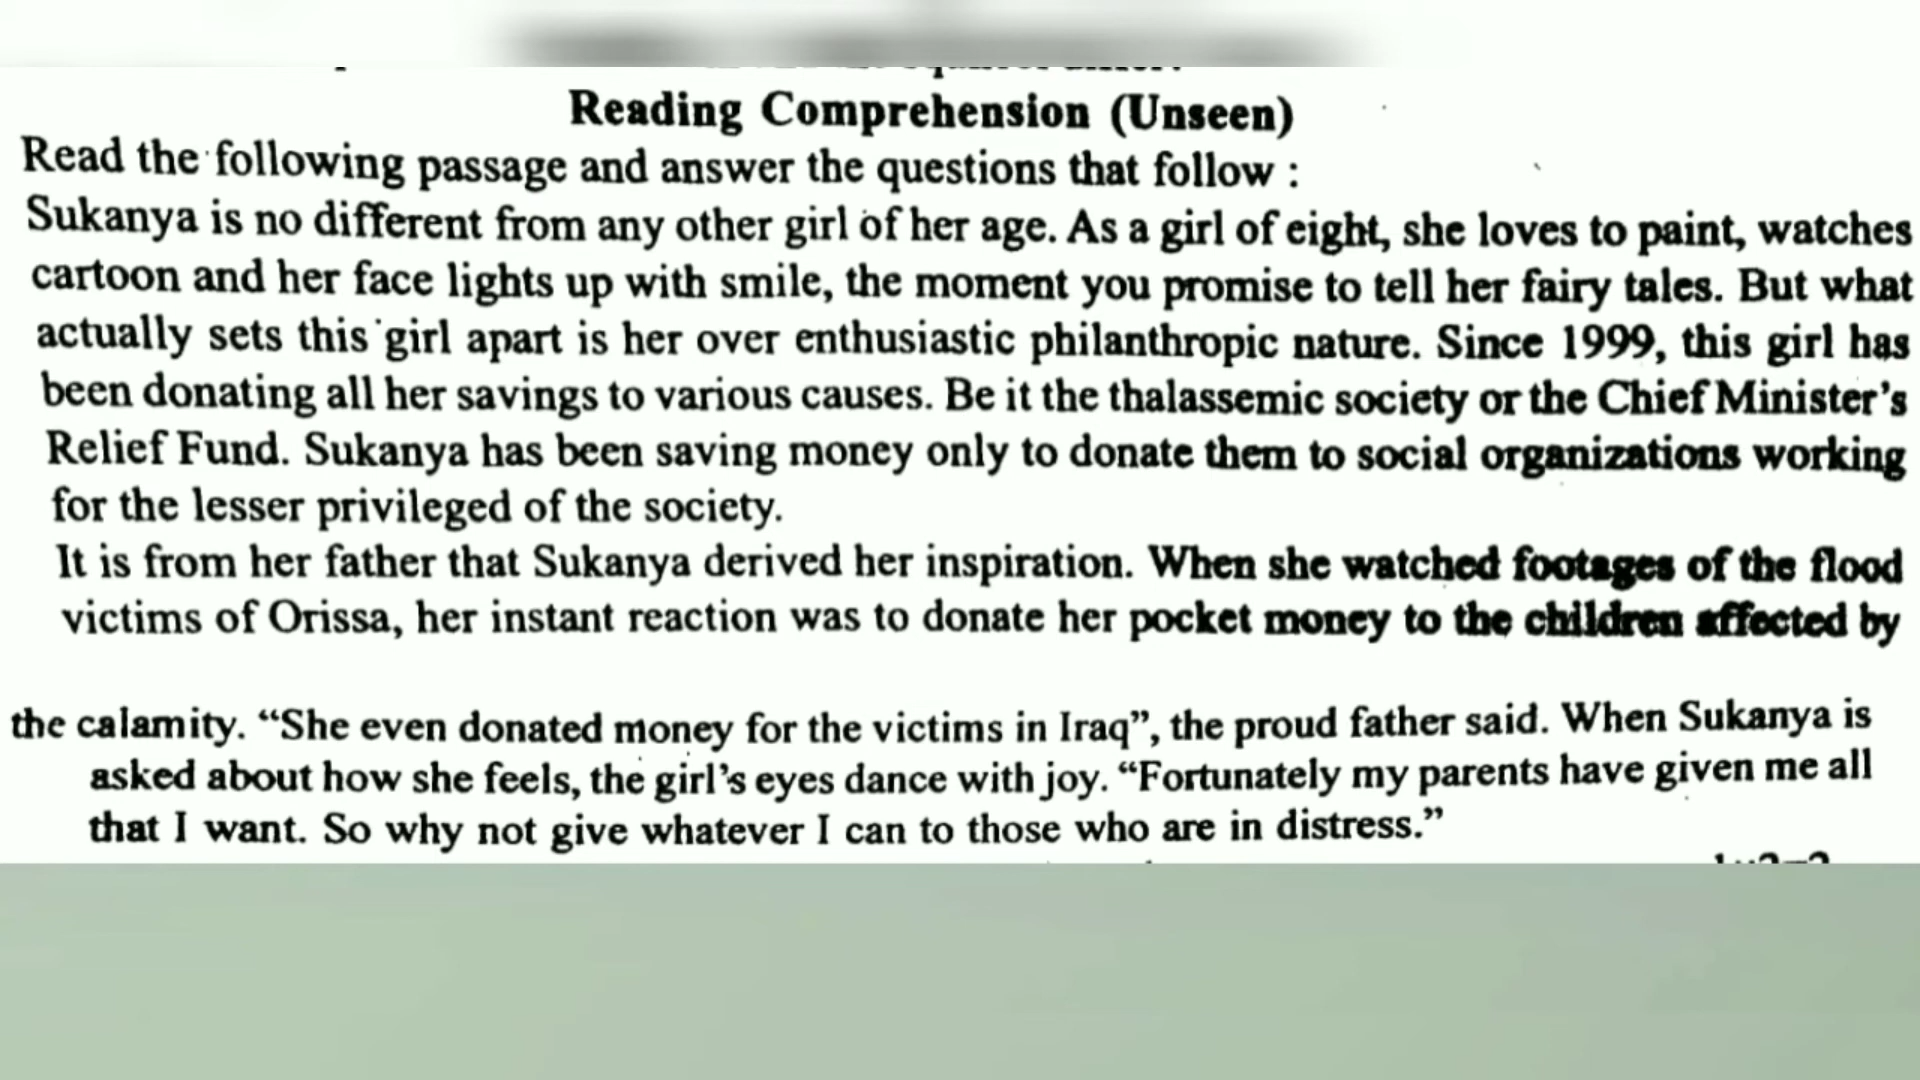 Reading Comprehension (Unseen)
Read the following passage and answer the questions that follow :
Sukanya is no different from any other girl of her age. As a girl of eight, she loves to paint, watches
cartoon and her face lights up with smile, the moment you promise to tell her fairy tales. But what
actually sets this girl apart is her over enthusiastic philanthropic nature. Since 1999, this girl has
been donating all her savings to various causes. Be it the thalassemic society or the Chief Minister's
Relief Fund. Sukanya has been saving money only to donate them to social organizations working
for the lesser privileged of the society.
It is from her father that Sukanya derived her inspiration. When she watched footages of the flood
victims of Orissa, her instant reaction was to donate her pocket money to the children affected by
the calamity. “She even donated money for the victims in Iraq”, the proud father said. When Sukanya is
asked about how she feels, the girl's eyes dance with joy. “Fortunately my parents have given me all
that I want. So why not give whatever I can to those who are in distress.”